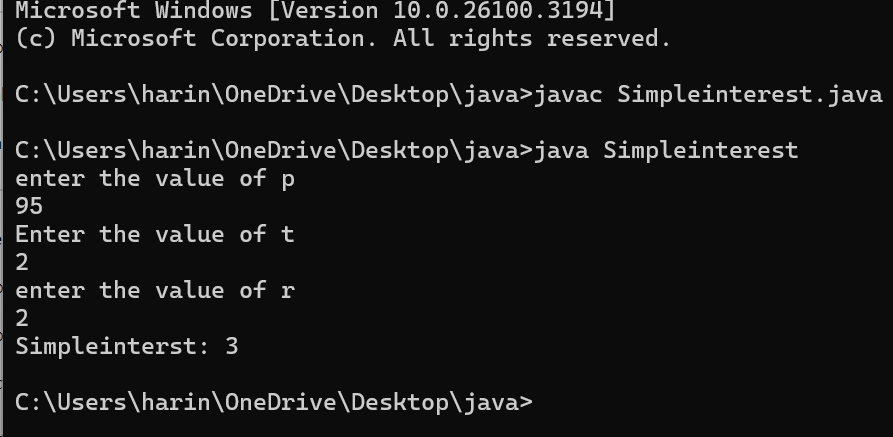 Microsoft Windows [Version 10.0.26100.3194]
(c) Microsoft Corporation. All rights reserved.
C:\Users\harin\OneDrive\Desktop\java>javac Simpleinterest.java
C:\Users\harin\OneDrive\Desktop\java>java Simpleinterest
enter the value of p
95
Enter the value of t
2
enter the value of r
2
Simpleinterst: 3
C:\Users\harin\OneDrive\Desktop\java>